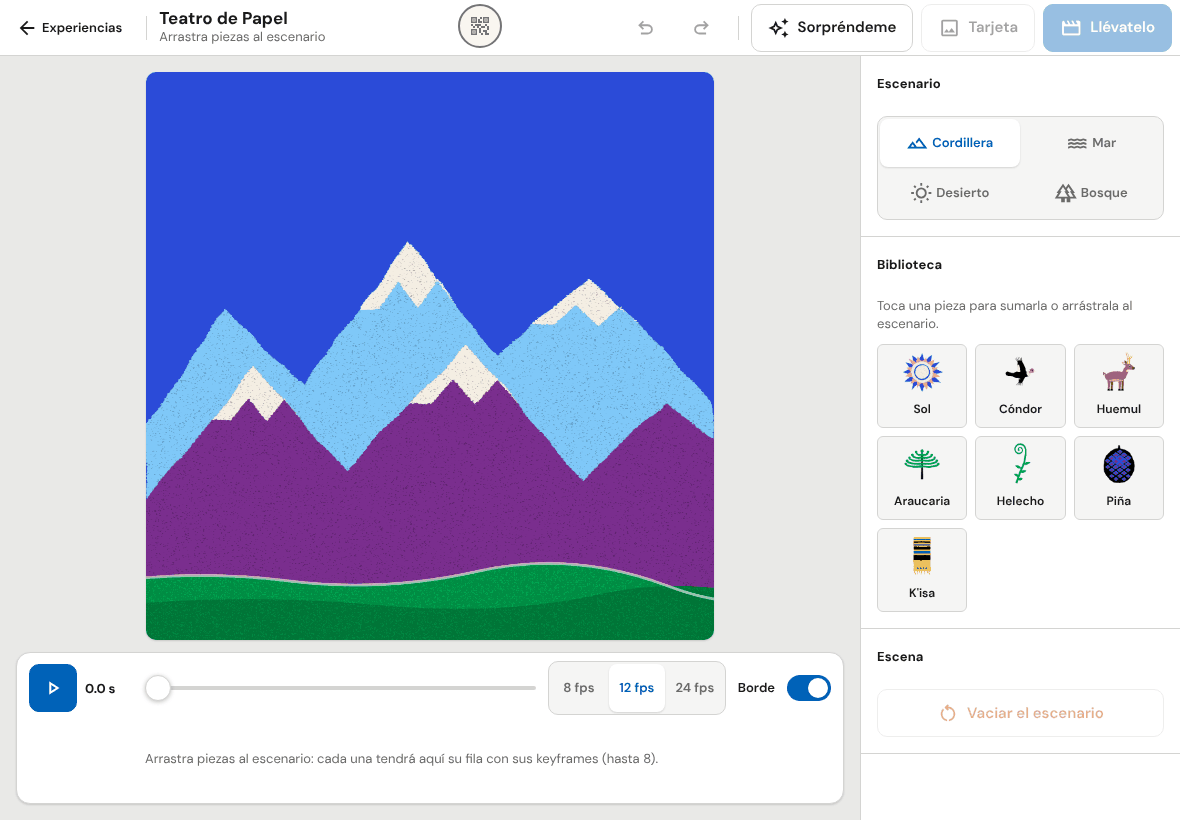 Experiencias
Teatro de Papel
Arrastra piezas al escenario
Sorpréndeme
Tarjeta
Llévatelo
Escenario
Cordillera
Mar
Desierto
Bosque
Biblioteca
Toca una pieza para sumarla o arrástrala al
escenario.
Sol
Cóndor
Huemul
Araucaria
Helecho
Piña
K'isa
Escena
Vaciar el escenario
0.0 s
8 fps
12 fps
24 fps
Borde
Arrastra piezas al escenario: cada una tendrá aquí su fila con sus keyframes (hasta 8).